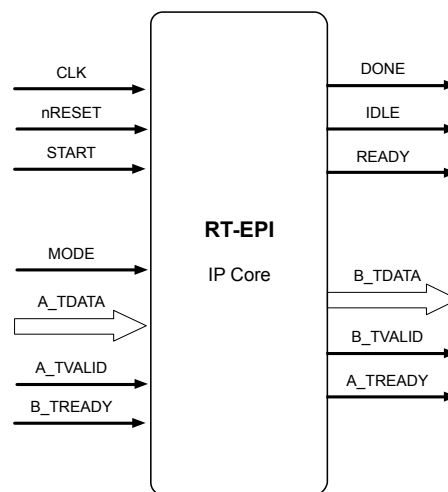 CLK
nRESET
START
MODE
A_TDATA
A_TVALID
B_TREADY
RT-EPI
IP Core
DONE
IDLE
READY
B_TDATA
B_TVALID
A_TREADY